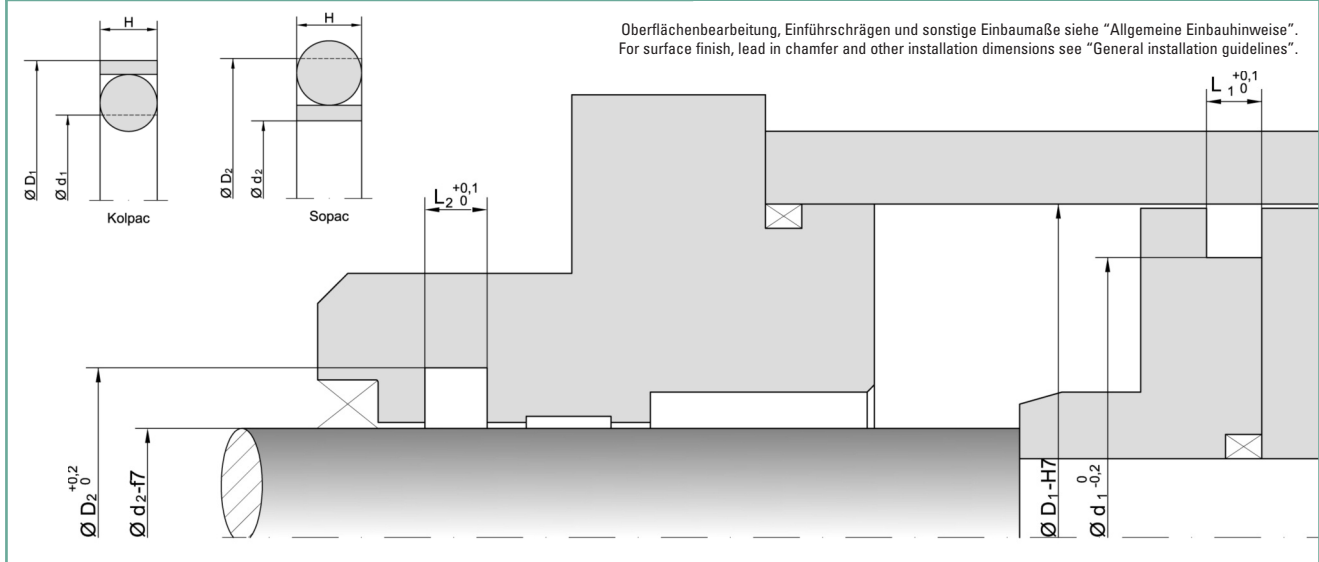 Oberflächenbearbeitung, Einführschrägen und sonstige Einbaumaße siehe “Allgemeine Einbauhinweise”.
For surface finish, lead in chamfer and other installation dimensions see “General installation guidelines”.
H
H
Ø D1
Ø d1
Kolpac
Ø D2
Ø d2
Sopac
L 1 +0,1 0
L2 +0,1 0
Ø D2 +0,2 0
Ø d2-f7
Ø D1-H7
Ø d1 0 -0,2